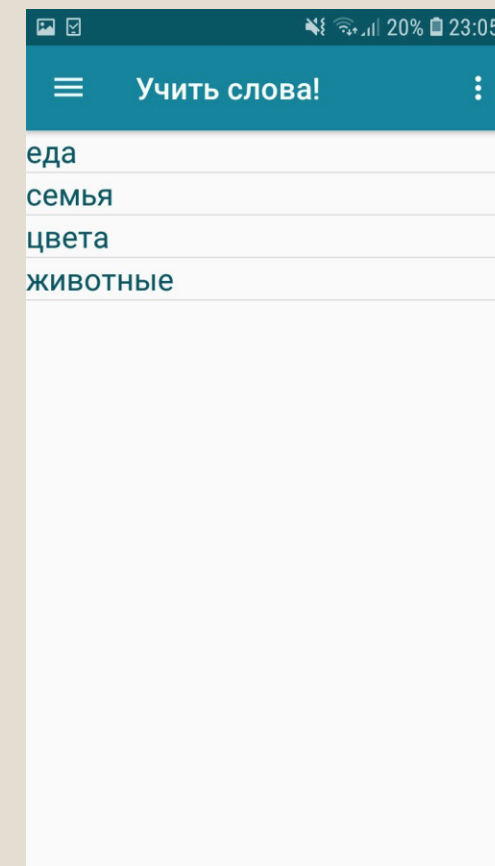 20% 23:05
Учить слова!
еда
семья
цвета
животные